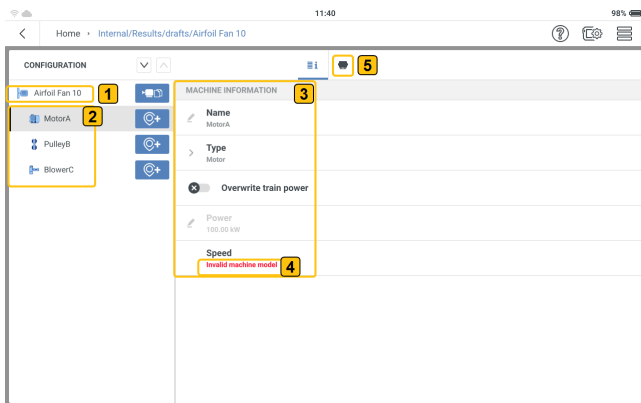 11:40
98%
Home
Internal/Results/drafts/Airfoil Fan 10
CONFIGURATION
5
Airfoil Fan 10
1
MACHINE INFORMATION
3
MotorA
2
Name
MotorA
PulleyB
Type
Motor
BlowerC
Overwrite train power
Power
100.00 kW
Speed
Invalid machine model
4